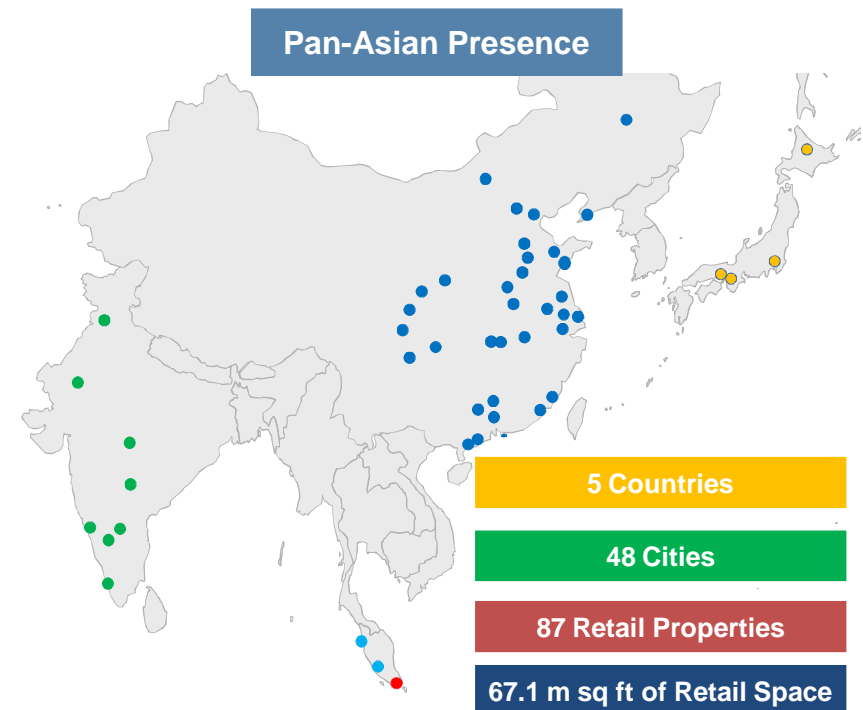 Pan-Asian Presence
5 Countries
48 Cities
87 Retail Properties
67.1 m sq ft of Retail Space